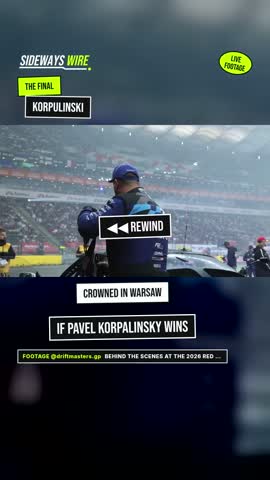 SIDEWAYS WIRE.
LIVE
FOOTAGE
THE FINAL
KORPULINSKI
REWIND
CROWNED IN WARSAW
IF PAVEL KORPALINSKY WINS
FOOTAGE @driftmasters.gp BEHIND THE SCENES AT THE 2026 RED ...